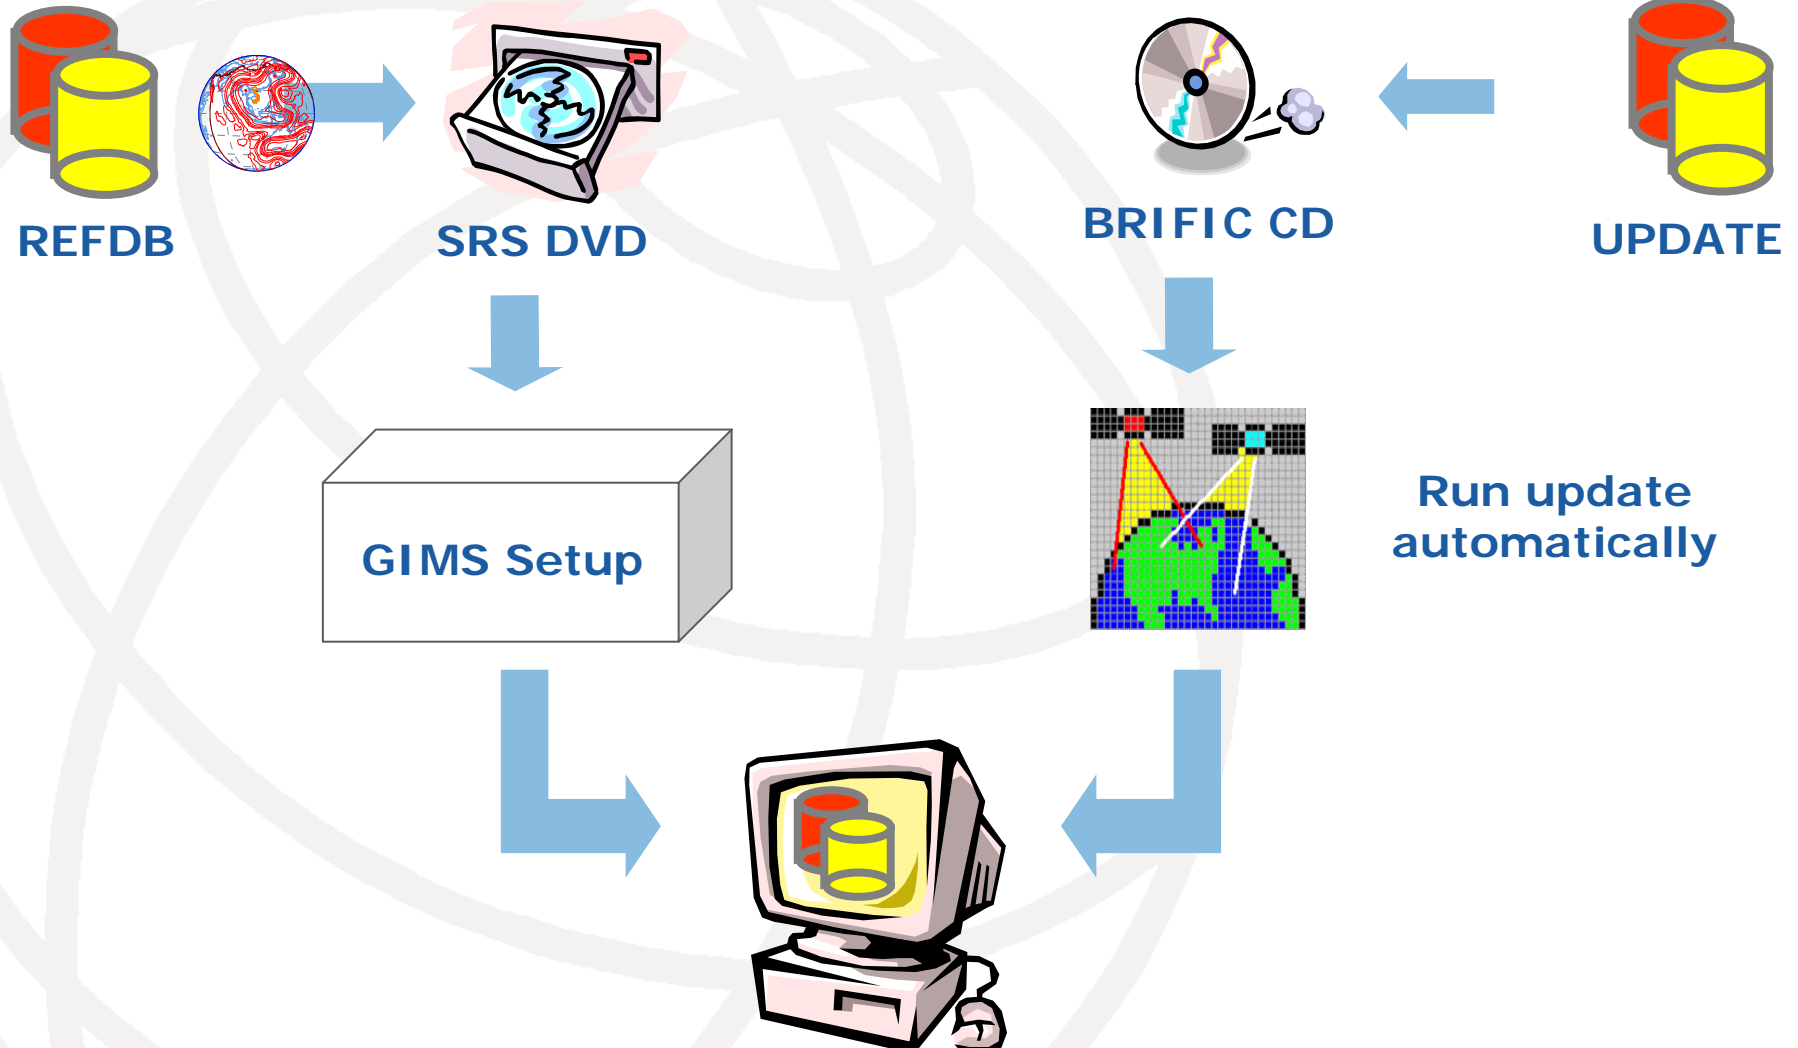 REFDB
SRS DVD
BRIFIC CD
UPDATE
GIMS Setup
Run update
automatically